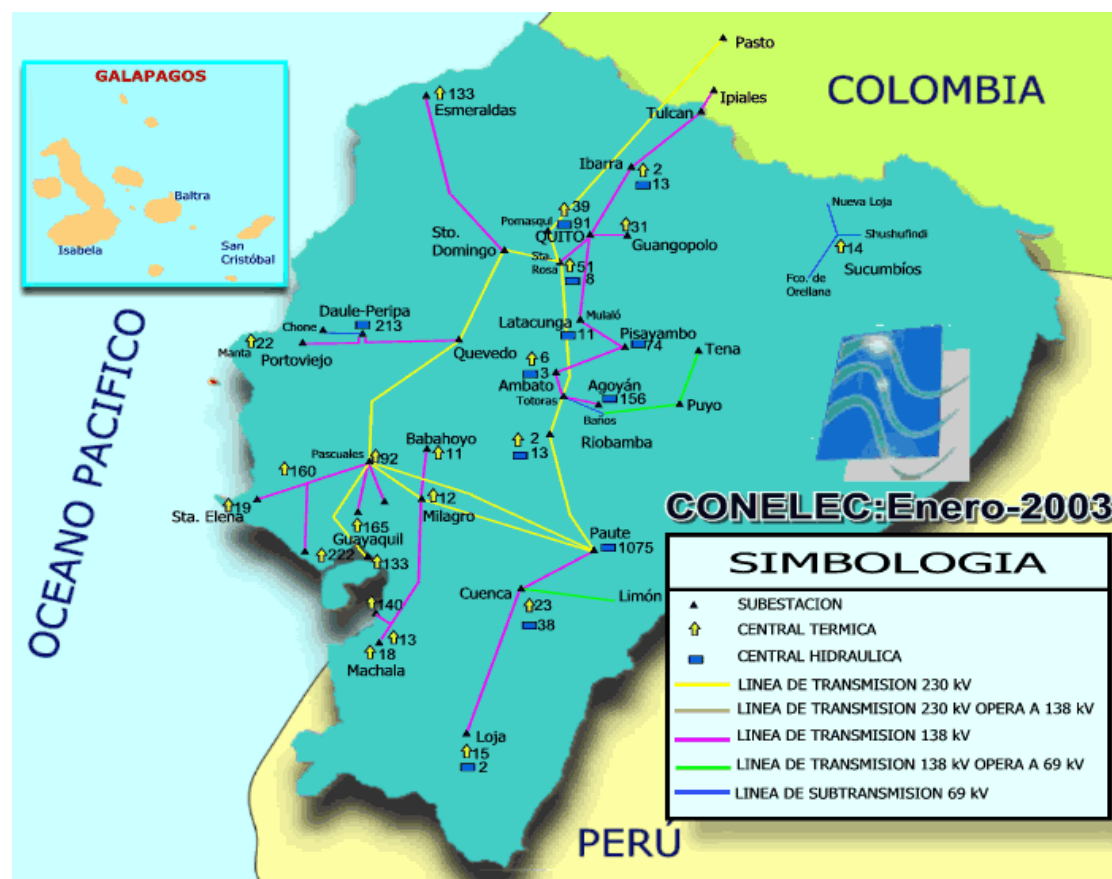 GALAPAGOS
Baltra
Isabela
San
Cristóbal
Pasto
COLOMBIA
Ipiales
Tulcan
133
Esmeraldas
Ibarra
2
13
39
Pomasqui
91
QUITO
31
Guangopolo
Nueva Loja
Shushufindi
14
Sucumbíos
Fco. de
Orellana
Sto.
Domingo
Sta.
Rosa
51
8
OCEANO PACIFICO
Daule-Peripa
213
Chone
22
Manta
Portoviejo
Quevedo
Latacunga
11
Mulaló
Pisayambo
74
Tena
6
3
Ambato
Totoras
Agoyán
156
Baños
Puyo
2
13
Riobamba
Babahoyo
11
Pascuales
92
160
19
Sta. Elena
12
Milagro
165
Guayaquil
222
133
Paute
1075
140
13
18
Machala
Cuenca
23
38
Limón
Loja
15
2
CONELEC:Enero-2003
SIMBOLOGIA
SUBESTACION
CENTRAL TERMICA
CENTRAL HIDRAULICA
LINEA DE TRANSMISION 230 kV
LINEA DE TRANSMISION 230 kV OPERA A 138 kV
LINEA DE TRANSMISION 138 kV
LINEA DE TRANSMISION 138 kV OPERA A 69 kV
LINEA DE SUBTRANSMISION 69 kV
PERÚ